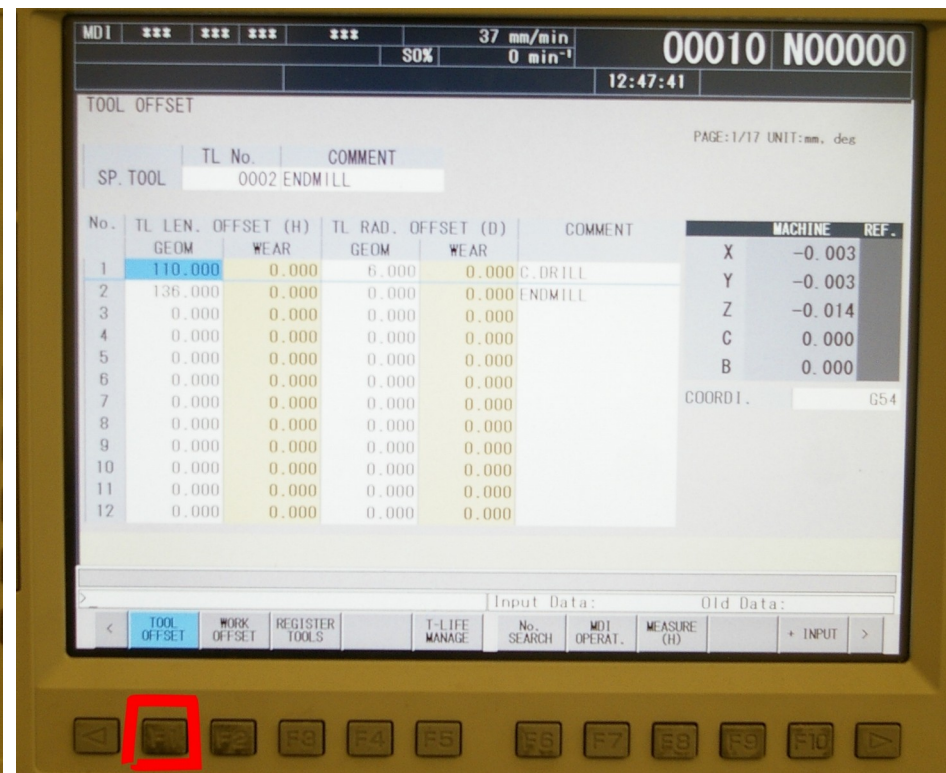 MDI *** *** *** *** 37 mm/min 00010 N00000
S0% 0 min⁻¹
12:47:41
TOOL OFFSET
PAGE:1/17 UNIT:mm, deg
TL No. COMMENT
SP. TOOL 0002 ENDMILL
No. TL LEN. OFFSET (H) TL RAD. OFFSET (D) COMMENT
GEOM WEAR GEOM WEAR
1 110.000 0.000 6.000 0.000 C.DRILL
2 136.000 0.000 0.000 0.000 ENDMILL
3 0.000 0.000 0.000 0.000
4 0.000 0.000 0.000 0.000
5 0.000 0.000 0.000 0.000
6 0.000 0.000 0.000 0.000
7 0.000 0.000 0.000 0.000
8 0.000 0.000 0.000 0.000
9 0.000 0.000 0.000 0.000
10 0.000 0.000 0.000 0.000
11 0.000 0.000 0.000 0.000
12 0.000 0.000 0.000 0.000
MACHINE REF.
X -0.003
Y -0.003
Z -0.014
C 0.000
B 0.000
COORDI. G54
>_ Input Data: Old Data:
< TOOL OFFSET WORK OFFSET REGISTER TOOLS T-LIFE MANAGE No. SEARCH MDI OPERAT. MEASURE (H) + INPUT >
F1 F2 F3 F4 F5 F6 F7 F8 F9 F10